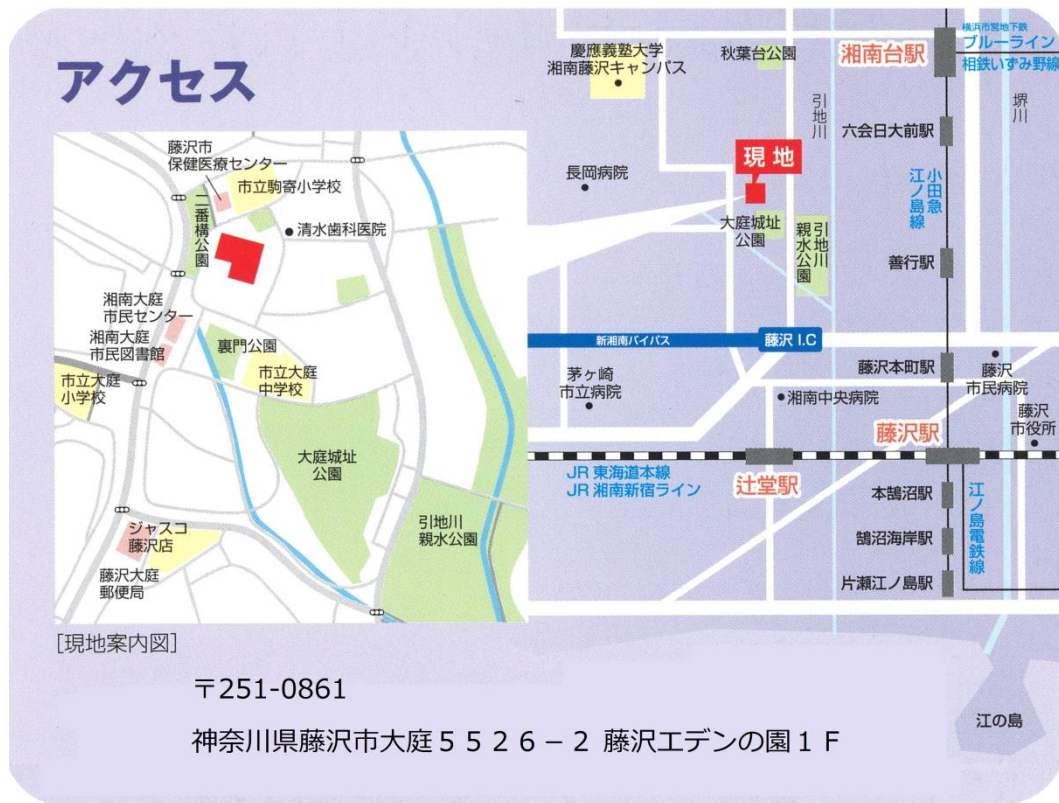 アクセス
藤沢市
保健医療センター
市立駒寄小学校
二番構公園
清水歯科医院
湘南大庭
市民センター
湘南大庭
市民図書館
裏門公園
市立大庭
中学校
市立大庭
小学校
大庭城址
公園
引地川
親水公園
ジャスコ
藤沢店
藤沢大庭
郵便局
[現地案内図]
慶應義塾大学
湘南藤沢キャンパス
秋葉台公園
湘南台駅
横浜市営地下鉄
ブルーライン
相鉄いずみ野線
引地川
堺川
六会日大前駅
現地
長岡病院
小田急
江ノ島線
大庭城址
公園
引地川
親水公園
善行駅
新湘南バイパス
藤沢 I.C
藤沢本町駅
藤沢
市民病院
茅ヶ崎
市立病院
湘南中央病院
藤沢駅
藤沢
市役所
JR 東海道本線
JR 湘南新宿ライン
辻堂駅
本鵠沼駅
江ノ島電鉄線
鵠沼海岸駅
片瀬江ノ島駅
江の島
〒251-0861
神奈川県藤沢市大庭5526-2 藤沢エデンの園1F